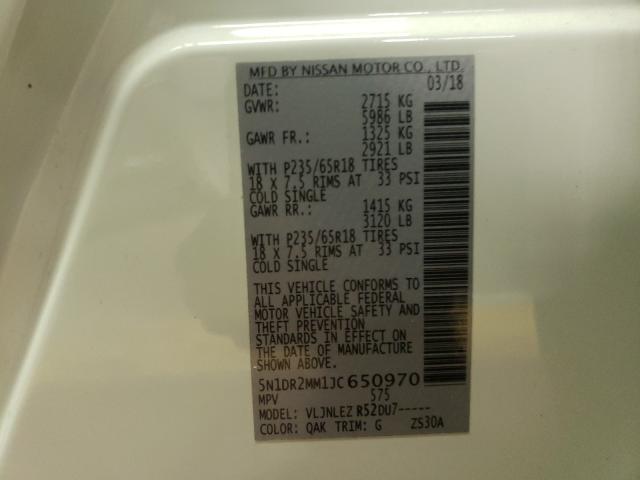 MFD BY NISSAN MOTOR CO., LTD.
DATE: 03/18
GVWR: 2715 KG
5986 LB
GAWR FR.: 1325 KG
2921 LB
WITH P235/65R18 TIRES
18 X 7.5 RIMS AT 33 PSI
COLD SINGLE
GAWR RR.: 1415 KG
3120 LB
WITH P235/65R18 TIRES
18 X 7.5 RIMS AT 33 PSI
COLD SINGLE
THIS VEHICLE CONFORMS TO
ALL APPLICABLE FEDERAL
MOTOR VEHICLE SAFETY AND
THEFT PREVENTION
STANDARDS IN EFFECT ON
THE DATE OF MANUFACTURE
SHOWN ABOVE.
5N1DR2MM1JC650970
MPV 575
MODEL: VLJNLEZ R52DU7-----
COLOR: QAK TRIM: G ZS30A